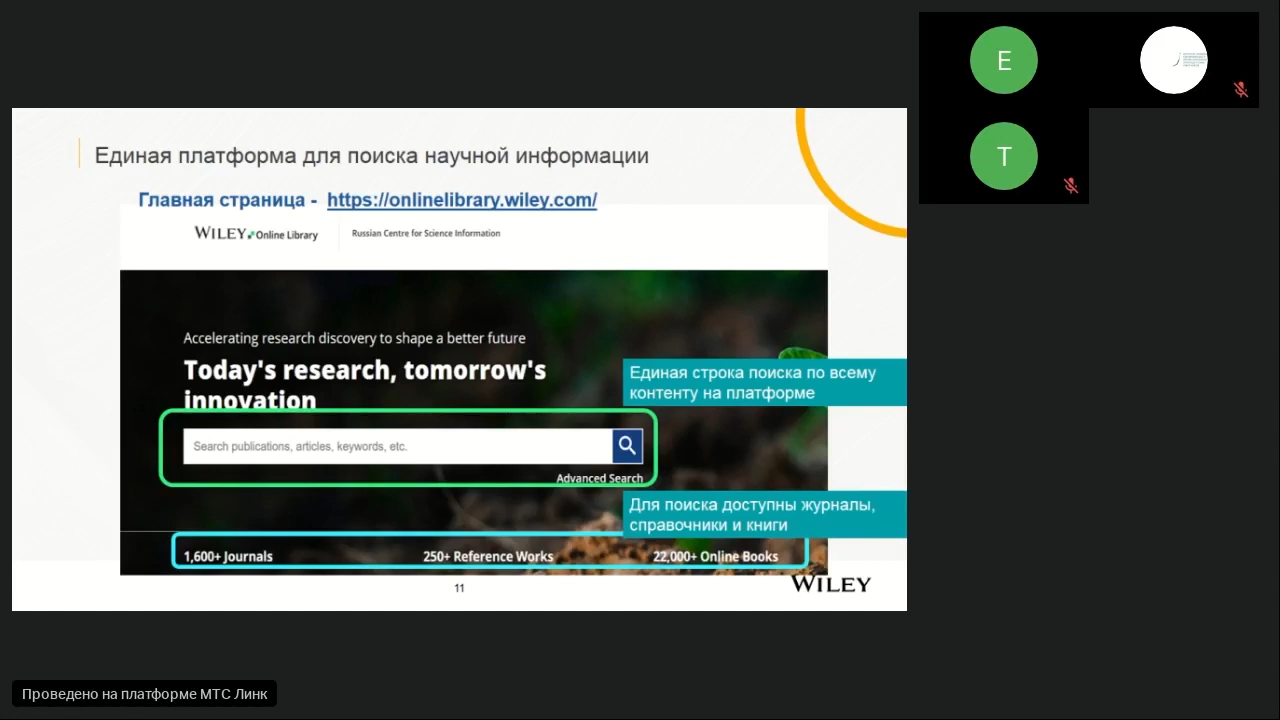 Единая платформа для поиска научной информации
Главная страница - https://onlinelibrary.wiley.com/
WILEY Online Library
Russian Centre for Science Information
Accelerating research discovery to shape a better future
Today's research, tomorrow's
innovation
Единая строка поиска по всему
контенту на платформе
Search publications, articles, keywords, etc.
Advanced Search
Для поиска доступны журналы,
справочники и книги
1,600+ Journals
250+ Reference Works
22,000+ Online Books
11
WILEY
E
T
Проведено на платформе МТС Линк